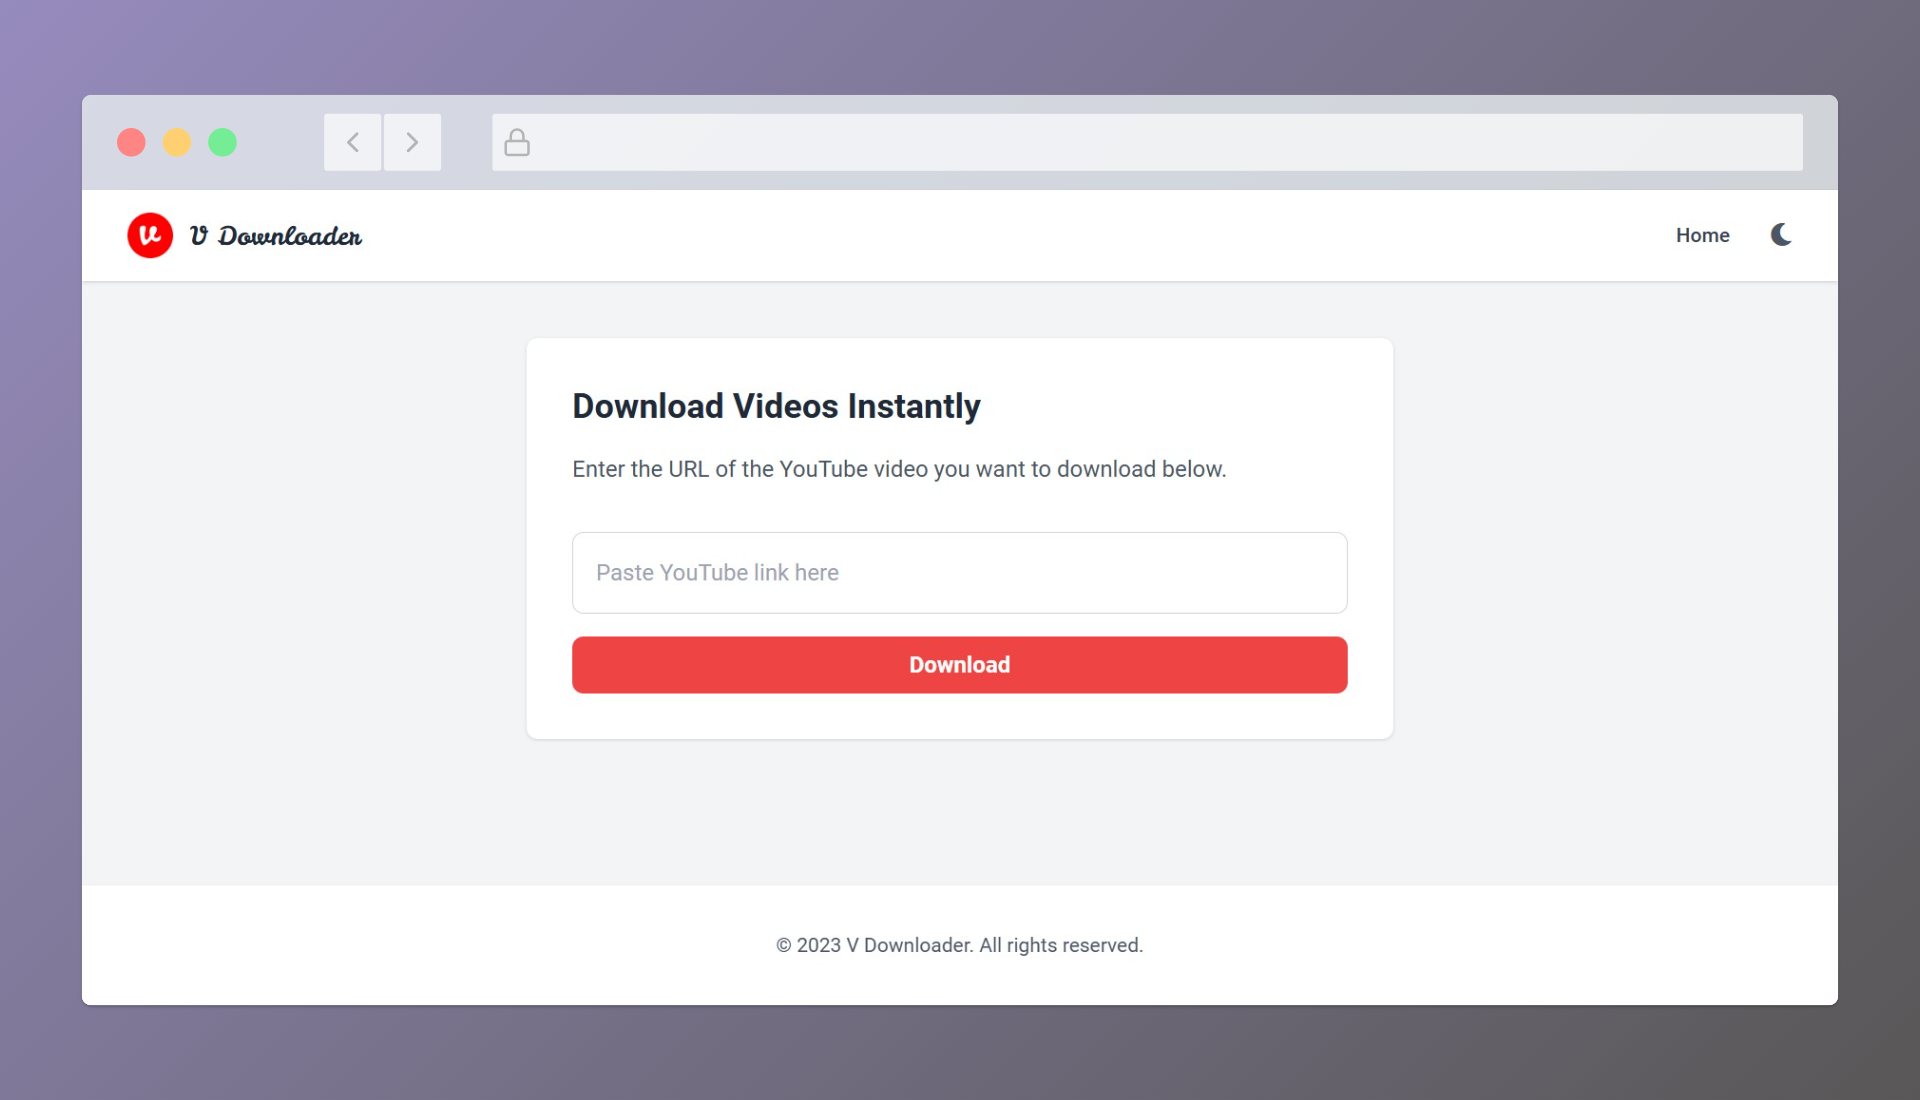 V Downloader
Home
Download Videos Instantly
Enter the URL of the YouTube video you want to download below.
Paste YouTube link here
Download
© 2023 V Downloader. All rights reserved.